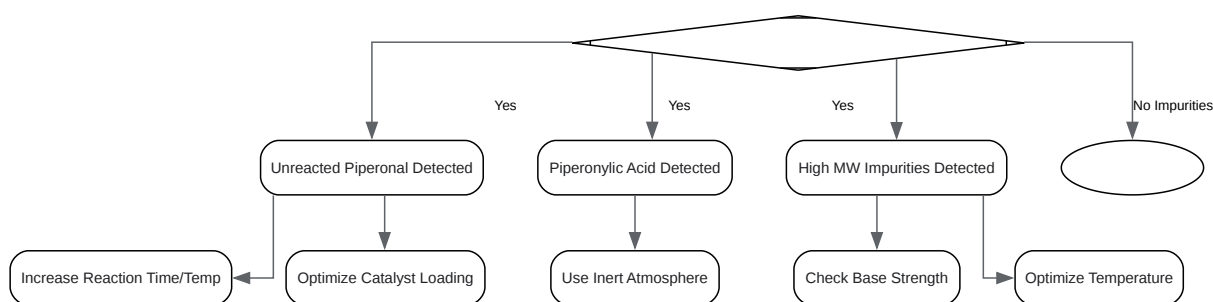 Yes
Yes
Yes
No Impurities
Unreacted Piperonal Detected
Piperonylic Acid Detected
High MW Impurities Detected
Increase Reaction Time/Temp
Optimize Catalyst Loading
Use Inert Atmosphere
Check Base Strength
Optimize Temperature